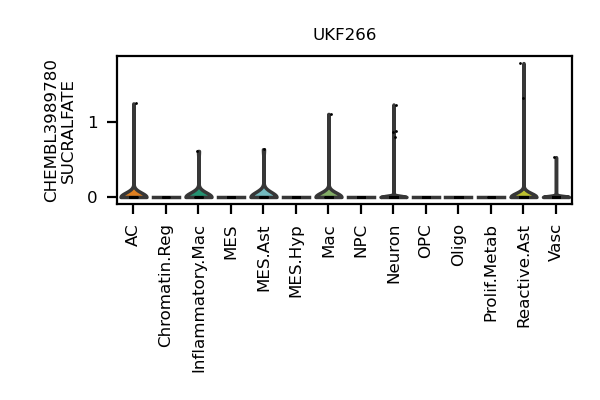 UKF266
CHEMBL3989780
SUCRALFATE
1
0
AC
Chromatin.Reg
Inflammatory.Mac
MES
MES.Ast
MES.Hyp
Mac
NPC
Neuron
OPC
Oligo
Prolif.Metab
Reactive.Ast
Vasc